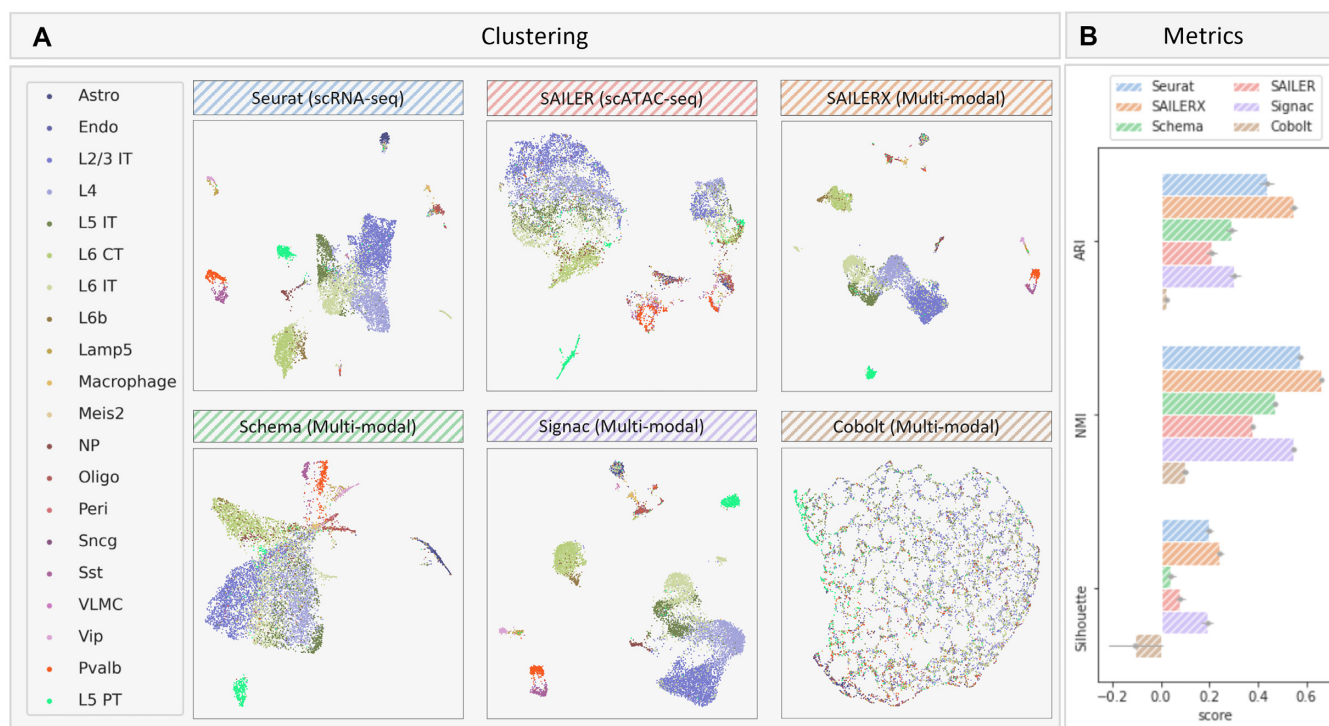 A
Clustering
B
Metrics
Astro
Endo
L2/3 IT
L4
L5 IT
L6 CT
L6 IT
L6b
Lamp5
Macrophage
Meis2
NP
Oligo
Peri
Sncg
Sst
VLMC
Vip
Pvalb
L5 PT
Seurat (scRNA-seq)
SAILER (scATAC-seq)
SAILERX (Multi-modal)
Schema (Multi-modal)
Signac (Multi-modal)
Cobolt (Multi-modal)
Seurat
SAILER
SAILERX
Signac
Schema
Cobolt
ARI
NMI
Silhouette
−0.2 0.0 0.2 0.4 0.6
score